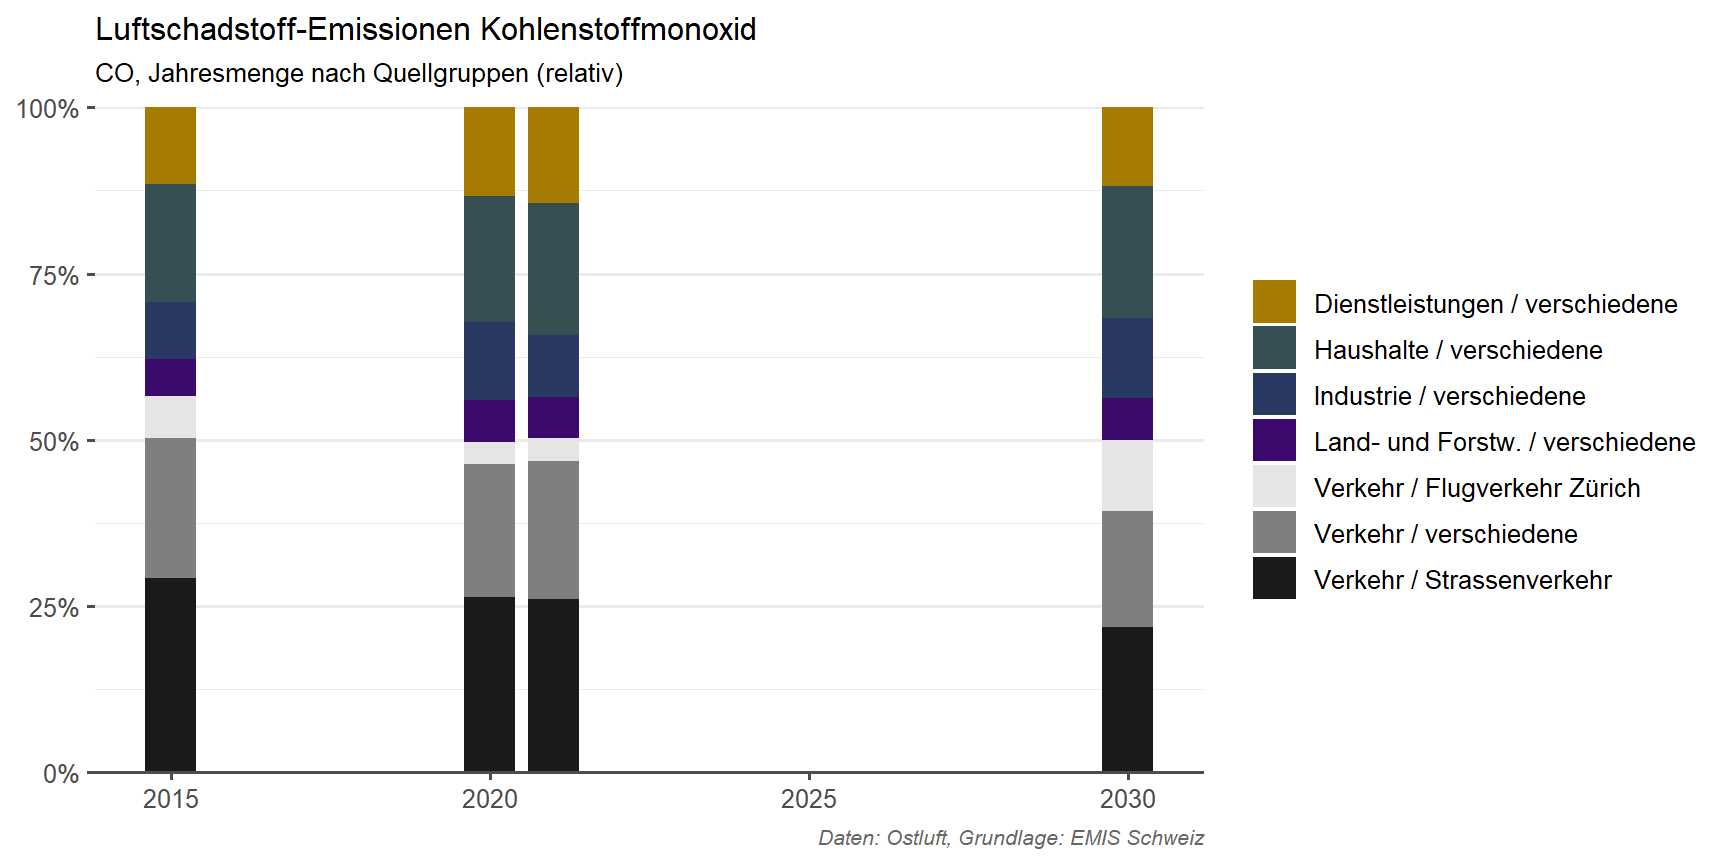 Luftschadstoff-Emissionen Kohlenstoffmonoxid
CO, Jahresmenge nach Quellgruppen (relativ)
100%
75%
50%
25%
0%
2015
2020
2025
2030
Dienstleistungen / verschiedene
Haushalte / verschiedene
Industrie / verschiedene
Land- und Forstw. / verschiedene
Verkehr / Flugverkehr Zürich
Verkehr / verschiedene
Verkehr / Strassenverkehr
Daten: Ostluft, Grundlage: EMIS Schweiz